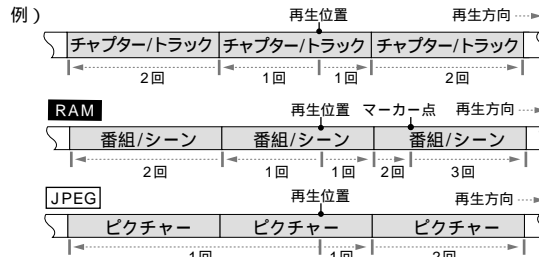 例）
再生位置 再生方向
チャプター/トラック チャプター/トラック チャプター/トラック
2回 1回 1回 2回
RAM 再生位置 マーカー点 再生方向
番組/シーン 番組/シーン 番組/シーン
2回 1回 1回 2回 3回
JPEG 再生位置 再生方向
ピクチャー ピクチャー ピクチャー
1回 1回 2回